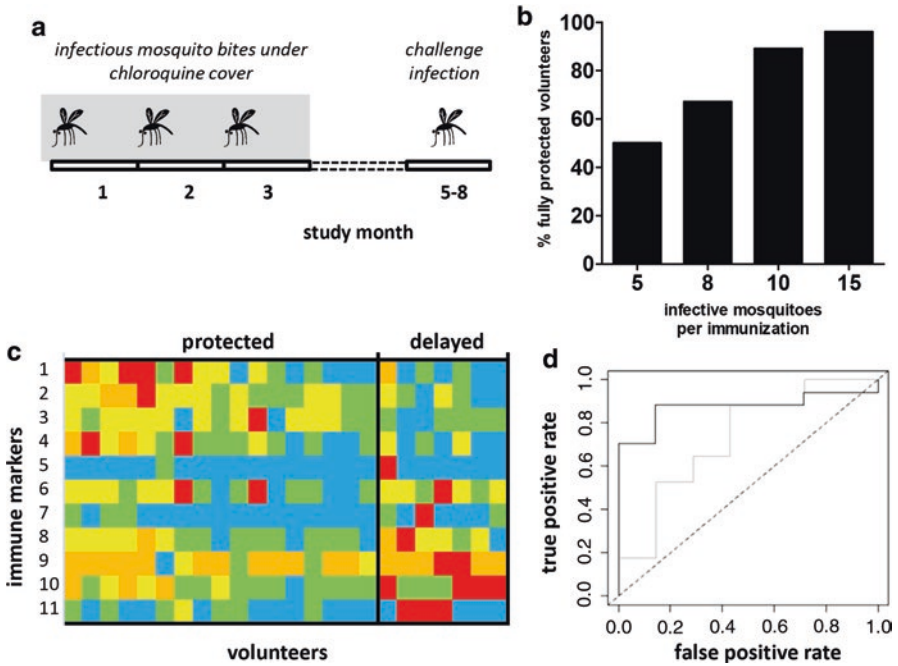 a
infectious mosquito bites under
chloroquine cover
challenge
infection
1 2 3 5-8
study month
b
% fully protected volunteers
100
80
60
40
20
0
5 8 10 15
infective mosquitoes
per immunization
c
protected delayed
immune markers
1
2
3
4
5
6
7
8
9
10
11
volunteers
d
true positive rate
1.0
0.8
0.6
0.4
0.2
0.0
0.0 0.2 0.4 0.6 0.8 1.0
false positive rate